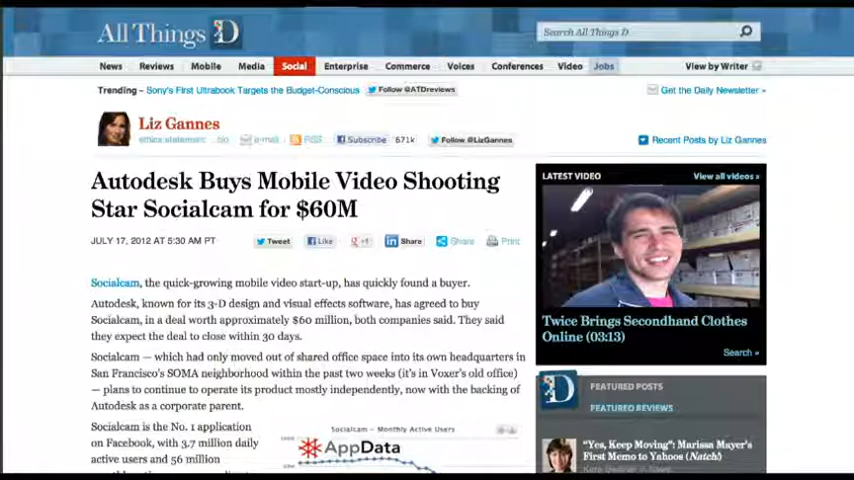 All Things D
Search All Things D
News Reviews Mobile Media Social Enterprise Commerce Voices Conferences Video Jobs View by Writer
Trending – Sony's First Ultrabook Targets the Budget-Conscious Follow @ATDreviews Get the Daily Newsletter »
Liz Gannes
ethics statement bio e-mail RSS Subscribe 671k Follow @LizGannes Recent Posts by Liz Gannes
Autodesk Buys Mobile Video Shooting
Star Socialcam for $60M
JULY 17, 2012 AT 5:30 AM PT Tweet Like +1 Share Share Print
Socialcam, the quick-growing mobile video start-up, has quickly found a buyer.
Autodesk, known for its 3-D design and visual effects software, has agreed to buy
Socialcam, in a deal worth approximately $60 million, both companies said. They said
they expect the deal to close within 30 days.
Socialcam — which had only moved out of shared office space into its own headquarters in
San Francisco's SOMA neighborhood within the past two weeks (it's in Voxer's old office)
— plans to continue to operate its product mostly independently, now with the backing of
Autodesk as a corporate parent.
Socialcam is the No. 1 application
on Facebook, with 3.7 million daily
active users and 56 million
Socialcam – Monthly Active Users
AppData
LATEST VIDEO View all videos »
Twice Brings Secondhand Clothes
Online (03:13)
Search »
D
FEATURED POSTS
FEATURED REVIEWS
"Yes, Keep Moving": Marissa Mayer's
First Memo to Yahoos (Natch!)